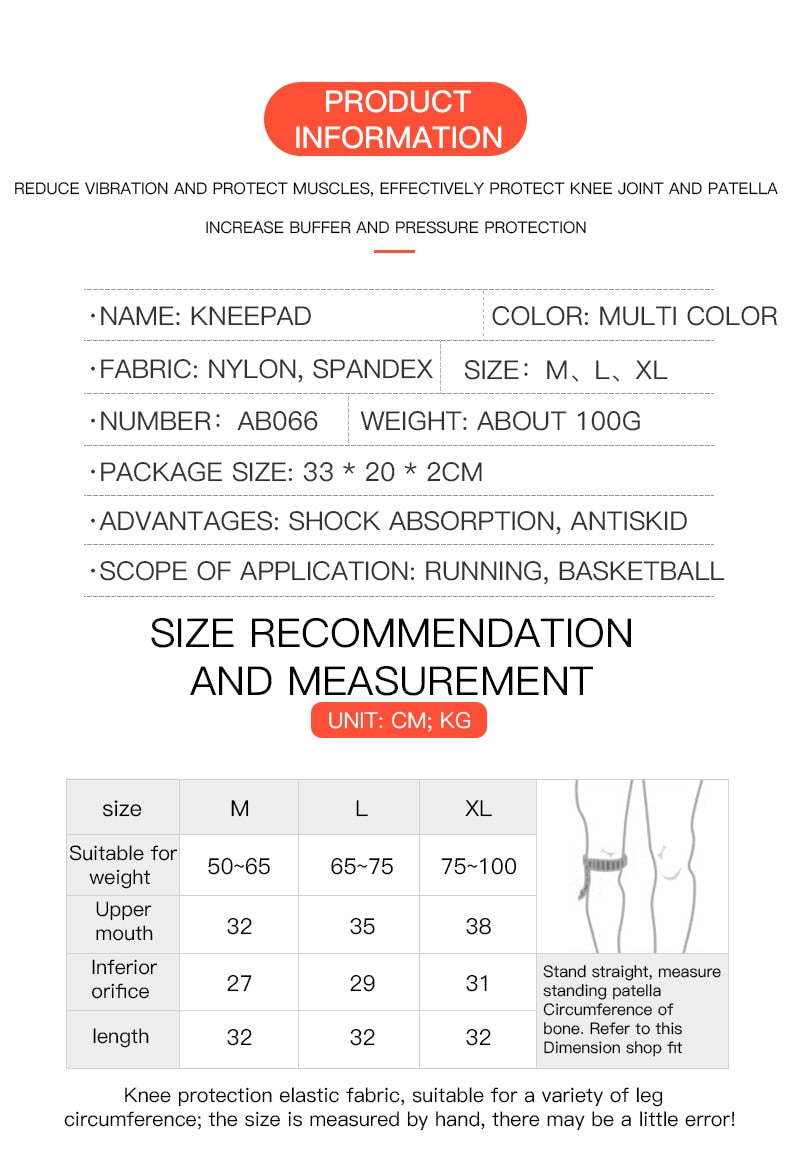 PRODUCT
INFORMATION
REDUCE VIBRATION AND PROTECT MUSCLES, EFFECTIVELY PROTECT KNEE JOINT AND PATELLA
INCREASE BUFFER AND PRESSURE PROTECTION
·NAME: KNEEPAD COLOR: MULTI COLOR
·FABRIC: NYLON, SPANDEX SIZE：M、L、XL
·NUMBER：AB066 WEIGHT: ABOUT 100G
·PACKAGE SIZE: 33 * 20 * 2CM
·ADVANTAGES: SHOCK ABSORPTION, ANTISKID
·SCOPE OF APPLICATION: RUNNING, BASKETBALL
SIZE RECOMMENDATION
AND MEASUREMENT
UNIT: CM; KG
size M L XL
Suitable for
weight 50~65 65~75 75~100
Upper
mouth 32 35 38
Inferior
orifice 27 29 31
length 32 32 32
Stand straight, measure
standing patella
Circumference of
bone. Refer to this
Dimension shop fit
Knee protection elastic fabric, suitable for a variety of leg
circumference; the size is measured by hand, there may be a little error!